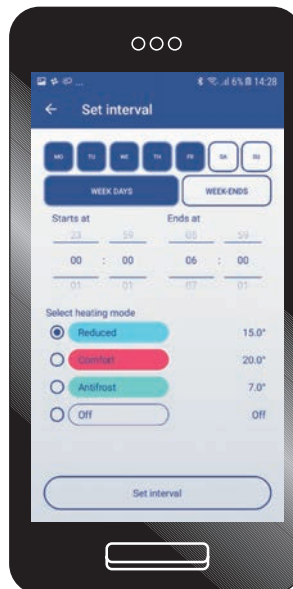 6% 14:28
Set interval
MO TU WE TH FR SA SU
WEEK DAYS WEEK-ENDS
Starts at Ends at
23 59 05 59
00 : 00 06 : 00
01 01 07 01
Select heating mode
Reduced 15.0°
Comfort 20.0°
Antifrost 7.0°
Off Off
Set interval